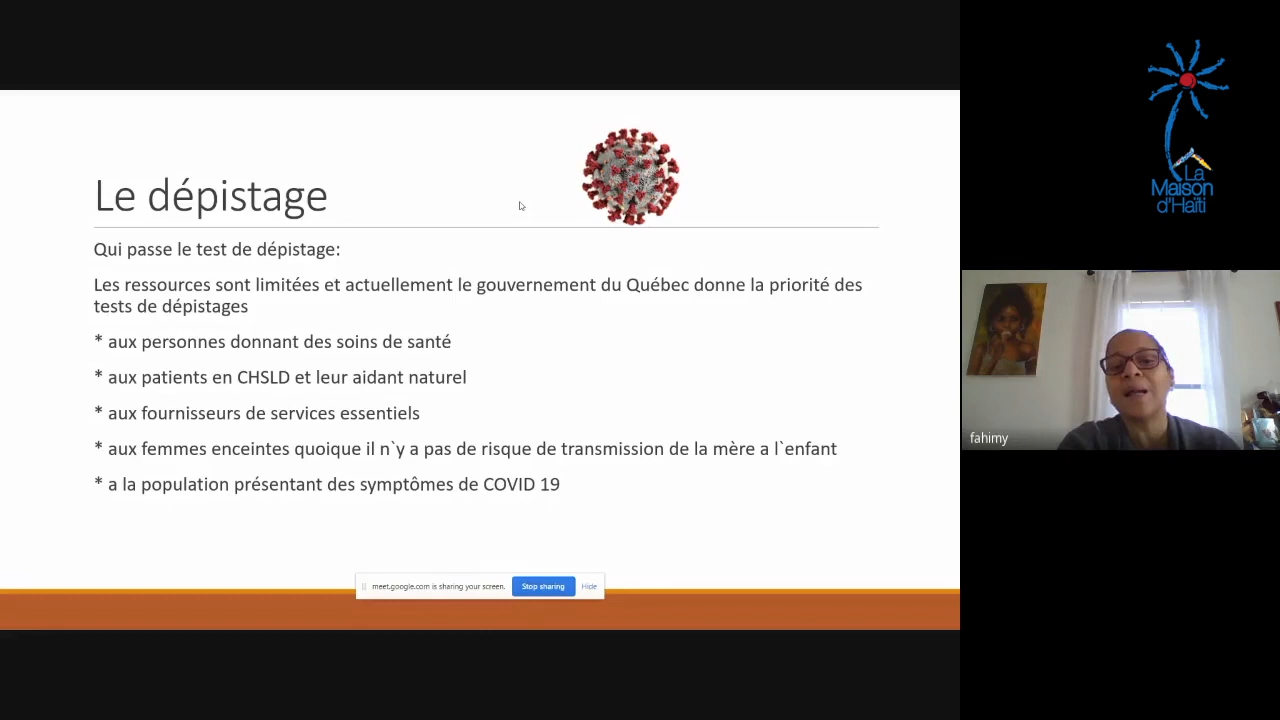 Le dépistage
Qui passe le test de dépistage:
Les ressources sont limitées et actuellement le gouvernement du Québec donne la priorité des
tests de dépistages
* aux personnes donnant des soins de santé
* aux patients en CHSLD et leur aidant naturel
* aux fournisseurs de services essentiels
* aux femmes enceintes quoique il n`y a pas de risque de transmission de la mère a l`enfant
* a la population présentant des symptômes de COVID 19
meet.google.com is sharing your screen. Stop sharing Hide
La
Maison
d'Haïti
fahimy